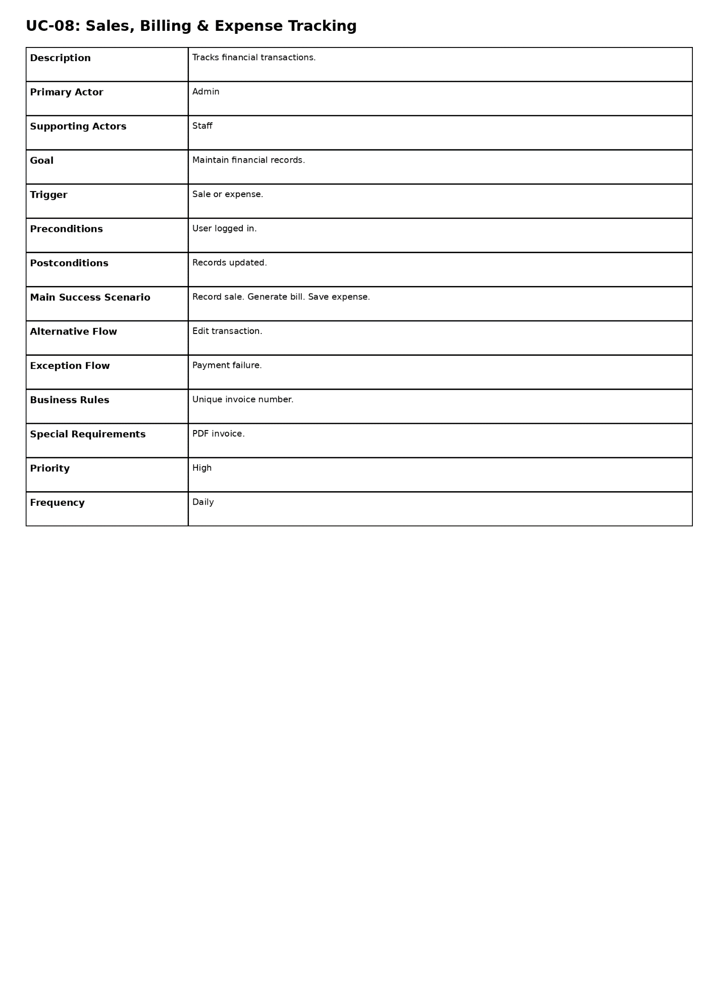 UC-08: Sales, Billing & Expense Tracking
Description Tracks financial transactions.
Primary Actor Admin
Supporting Actors Staff
Goal Maintain financial records.
Trigger Sale or expense.
Preconditions User logged in.
Postconditions Records updated.
Main Success Scenario Record sale. Generate bill. Save expense.
Alternative Flow Edit transaction.
Exception Flow Payment failure.
Business Rules Unique invoice number.
Special Requirements PDF invoice.
Priority High
Frequency Daily